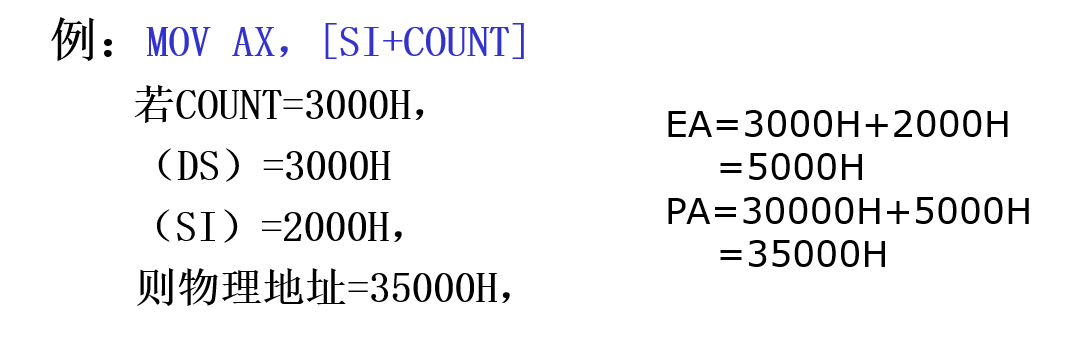 例：MOV AX，[SI+COUNT]
若COUNT=3000H，
（DS）=3000H
（SI）=2000H，
则物理地址=35000H，
EA=3000H+2000H
=5000H
PA=30000H+5000H
=35000H